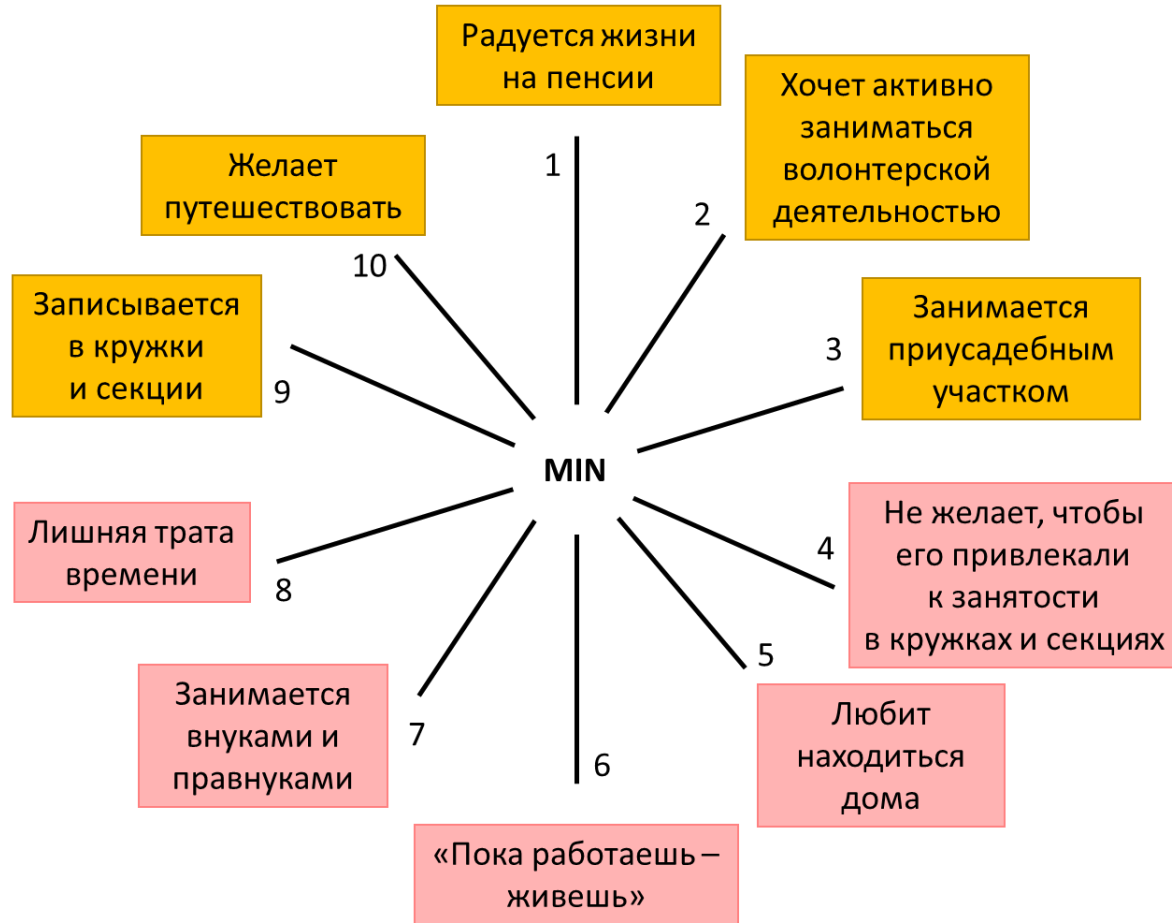 Радуется жизни
на пенсии
1
Хочет активно
заниматься
волонтерской
деятельностью
2
Занимается
приусадебным
участком
3
Не желает, чтобы
его привлекали
к занятости
в кружках и секциях
4
Любит
находиться
дома
5
«Пока работаешь –
живешь»
6
Занимается
внуками и
правнуками
7
Лишняя трата
времени
8
Записывается
в кружки
и секции
9
Желает
путешествовать
10
MIN